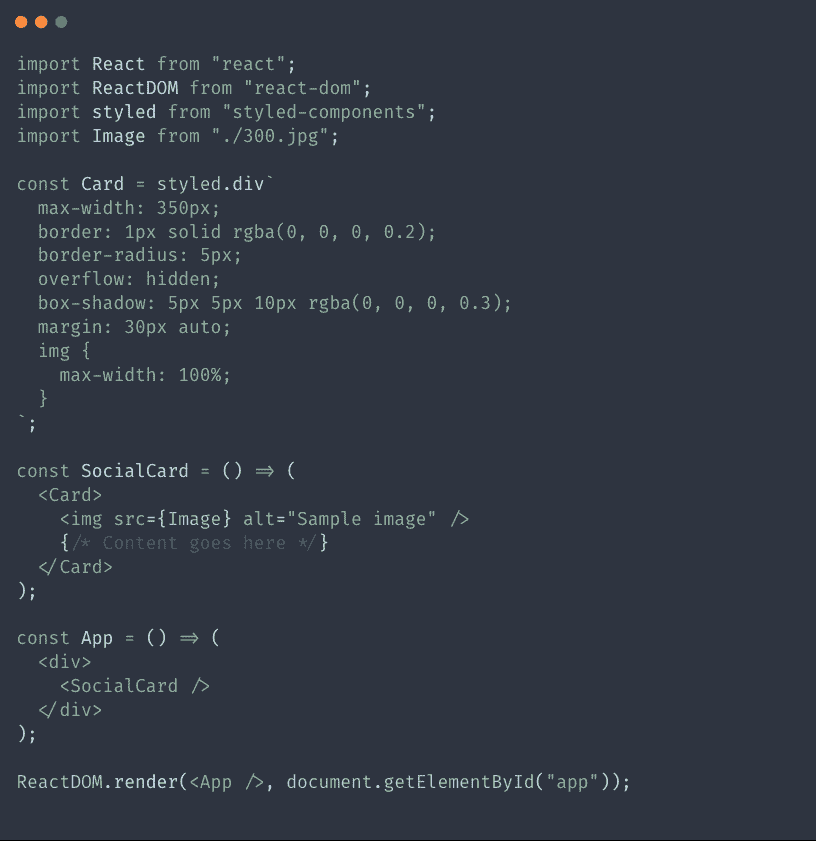 import React from "react";
import ReactDOM from "react-dom";
import styled from "styled-components";
import Image from "./300.jpg";

const Card = styled.div`
  max-width: 350px;
  border: 1px solid rgba(0, 0, 0, 0.2);
  border-radius: 5px;
  overflow: hidden;
  box-shadow: 5px 5px 10px rgba(0, 0, 0, 0.3);
  margin: 30px auto;
  img {
    max-width: 100%;
  }
`;

const SocialCard = () => (
  <Card>
    <img src={Image} alt="Sample image" />
    {/* Content goes here */}
  </Card>
);

const App = () => (
  <div>
    <SocialCard />
  </div>
);

ReactDOM.render(<App />, document.getElementById("app"));